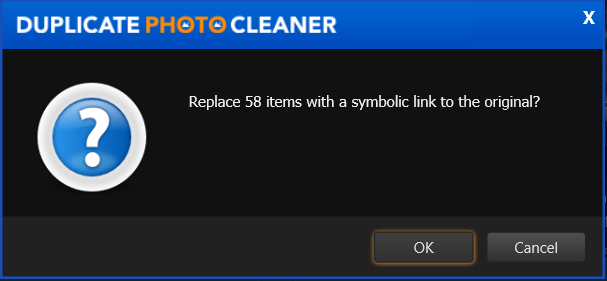 DUPLICATE PHOTO CLEANER
X
?
Replace 58 items with a symbolic link to the original?
OK
Cancel